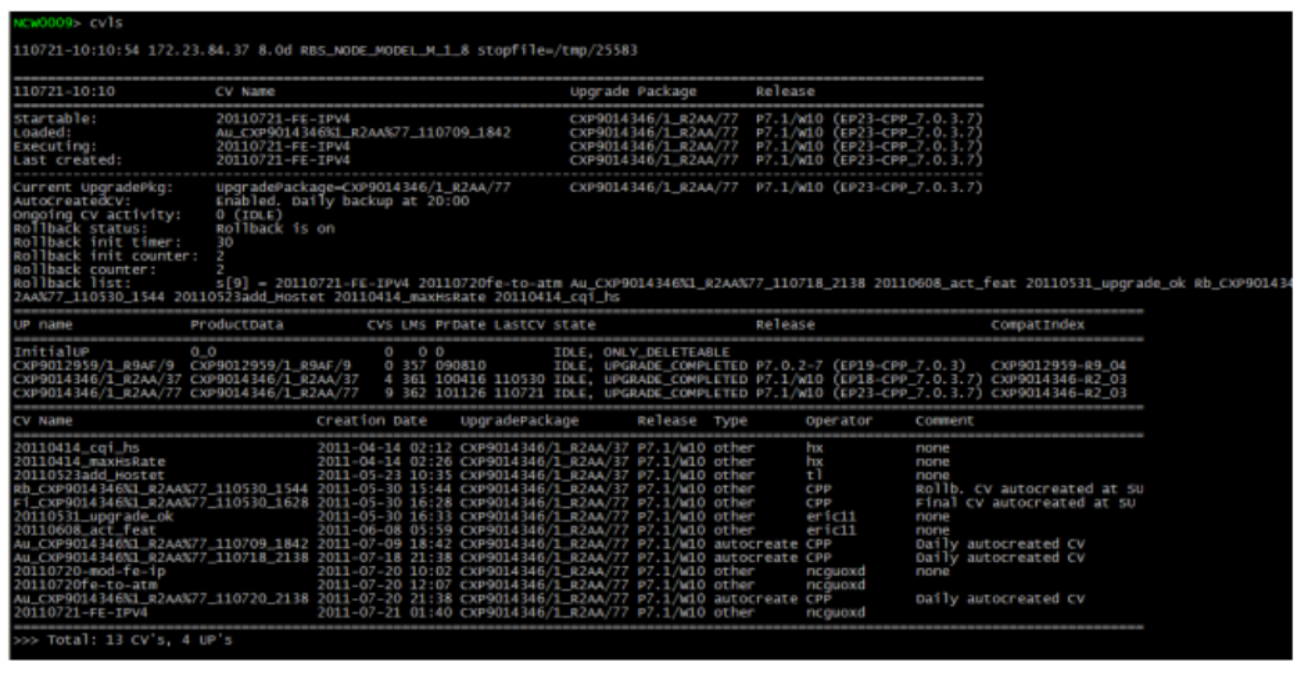 NCW0009> cvls
110721-10:10:54 172.23.84.37 8.0d RBS_NODE_MODEL_M_1_8 stopfile=/tmp/25583
110721-10:10 CV Name Upgrade Package Release
Startable: 20110721-FE-IPV4 CXP9014346/1_R2AA/77 P7.1/W10 (EP23-CPP_7.0.3.7)
Loaded: Au_CXP9014346%1_R2AA%77_110709_1842 CXP9014346/1_R2AA/77 P7.1/W10 (EP23-CPP_7.0.3.7)
Executing: 20110721-FE-IPV4 CXP9014346/1_R2AA/77 P7.1/W10 (EP23-CPP_7.0.3.7)
Last created: 20110721-FE-IPV4 CXP9014346/1_R2AA/77 P7.1/W10 (EP23-CPP_7.0.3.7)
Current UpgradePkg: UpgradePackage=CXP9014346/1_R2AA/77 CXP9014346/1_R2AA/77 P7.1/W10 (EP23-CPP_7.0.3.7)
AutoCreatedCV: Enabled. Daily backup at 20:00
Ongoing CV activity: 0 (IDLE)
Rollback status: Rollback is on
Rollback init timer: 30
Rollback init counter: 2
Rollback counter: 2
Rollback list: s[9] = 20110721-FE-IPV4 20110720fe-to-atm Au_CXP9014346%1_R2AA%77_110718_2138 20110608_act_feat 20110531_upgrade_ok Rb_CXP901434
2AA%77_110530_1544 20110523add_Hostet 20110414_maxHsRate 20110414_cqi_hs
UP name ProductData CVs LMs PrDate LastCV State Release CompatIndex
InitialUP 0_0 0 0 0 IDLE, ONLY_DELETEABLE
CXP9012959/1_R9AF/9 CXP9012959/1_R9AF/9 0 357 090810 IDLE, UPGRADE_COMPLETED P7.0.2-7 (EP19-CPP_7.0.3) CXP9012959-R9_04
CXP9014346/1_R2AA/37 CXP9014346/1_R2AA/37 4 361 100416 110530 IDLE, UPGRADE_COMPLETED P7.1/W10 (EP18-CPP_7.0.3.7) CXP9014346-R2_03
CXP9014346/1_R2AA/77 CXP9014346/1_R2AA/77 9 362 101126 110721 IDLE, UPGRADE_COMPLETED P7.1/W10 (EP23-CPP_7.0.3.7) CXP9014346-R2_03
CV Name Creation Date UpgradePackage Release Type Operator Comment
20110414_cqi_hs 2011-04-14 02:12 CXP9014346/1_R2AA/37 P7.1/W10 other hx none
20110414_maxHsRate 2011-04-14 02:26 CXP9014346/1_R2AA/37 P7.1/W10 other hx none
20110523add_Hostet 2011-05-23 10:35 CXP9014346/1_R2AA/37 P7.1/W10 other tl none
Rb_CXP9014346%1_R2AA%77_110530_1544 2011-05-30 15:44 CXP9014346/1_R2AA/37 P7.1/W10 other CPP Rollb. CV autocreated at SU
Fi_CXP9014346%1_R2AA%77_110530_1628 2011-05-30 16:28 CXP9014346/1_R2AA/77 P7.1/W10 other CPP Final CV autocreated at SU
20110531_upgrade_ok 2011-05-30 16:33 CXP9014346/1_R2AA/77 P7.1/W10 other eric11 none
20110608_act_feat 2011-06-08 05:59 CXP9014346/1_R2AA/77 P7.1/W10 other eric11 none
Au_CXP9014346%1_R2AA%77_110709_1842 2011-07-09 18:42 CXP9014346/1_R2AA/77 P7.1/W10 autocreate CPP Daily autocreated CV
Au_CXP9014346%1_R2AA%77_110718_2138 2011-07-18 21:38 CXP9014346/1_R2AA/77 P7.1/W10 autocreate CPP Daily autocreated CV
20110720-mod-fe-ip 2011-07-20 10:02 CXP9014346/1_R2AA/77 P7.1/W10 other ncguoxd none
20110720fe-to-atm 2011-07-20 12:07 CXP9014346/1_R2AA/77 P7.1/W10 other ncguoxd
Au_CXP9014346%1_R2AA%77_110720_2138 2011-07-20 21:38 CXP9014346/1_R2AA/77 P7.1/W10 autocreate CPP Daily autocreated CV
20110721-FE-IPV4 2011-07-21 01:40 CXP9014346/1_R2AA/77 P7.1/W10 other ncguoxd
>>> Total: 13 CV's, 4 UP's